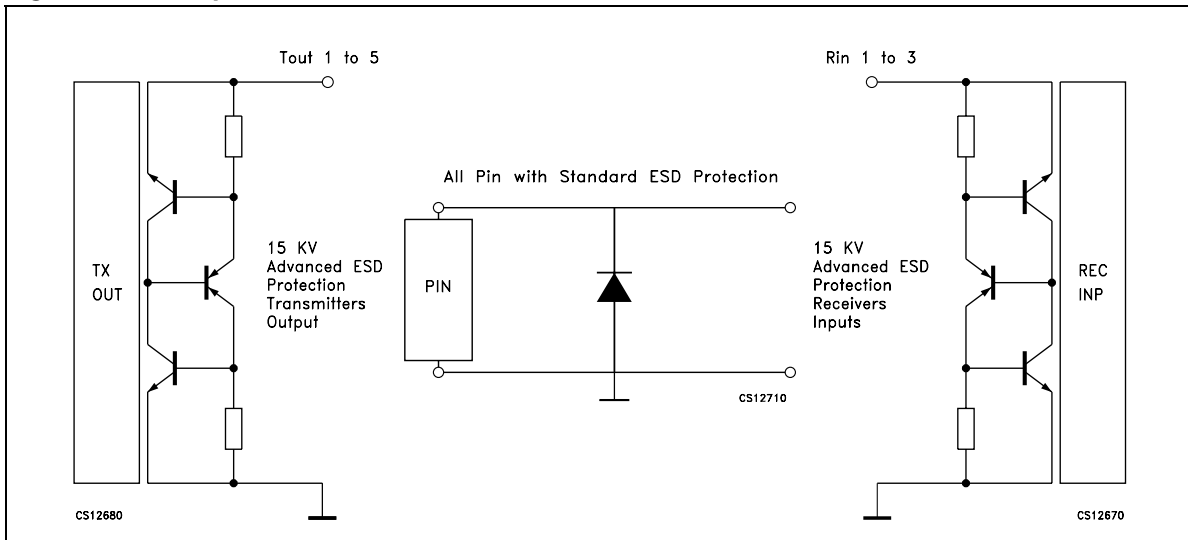 Tout 1 to 5
TX
OUT
15 KV
Advanced ESD
Protection
Transmitters
Output
CS12680
All Pin with Standard ESD Protection
PIN
CS12710
Rin 1 to 3
15 KV
Advanced ESD
Protection
Receivers
Inputs
REC
INP
CS12670